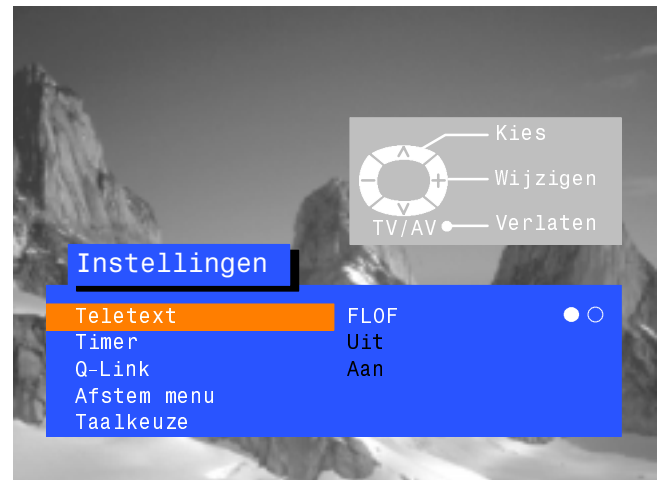 Kies
Wijzigen
TV/AV Verlaten
Instellingen
Teletext FLOF
Timer Uit
Q-Link Aan
Afstem menu
Taalkeuze